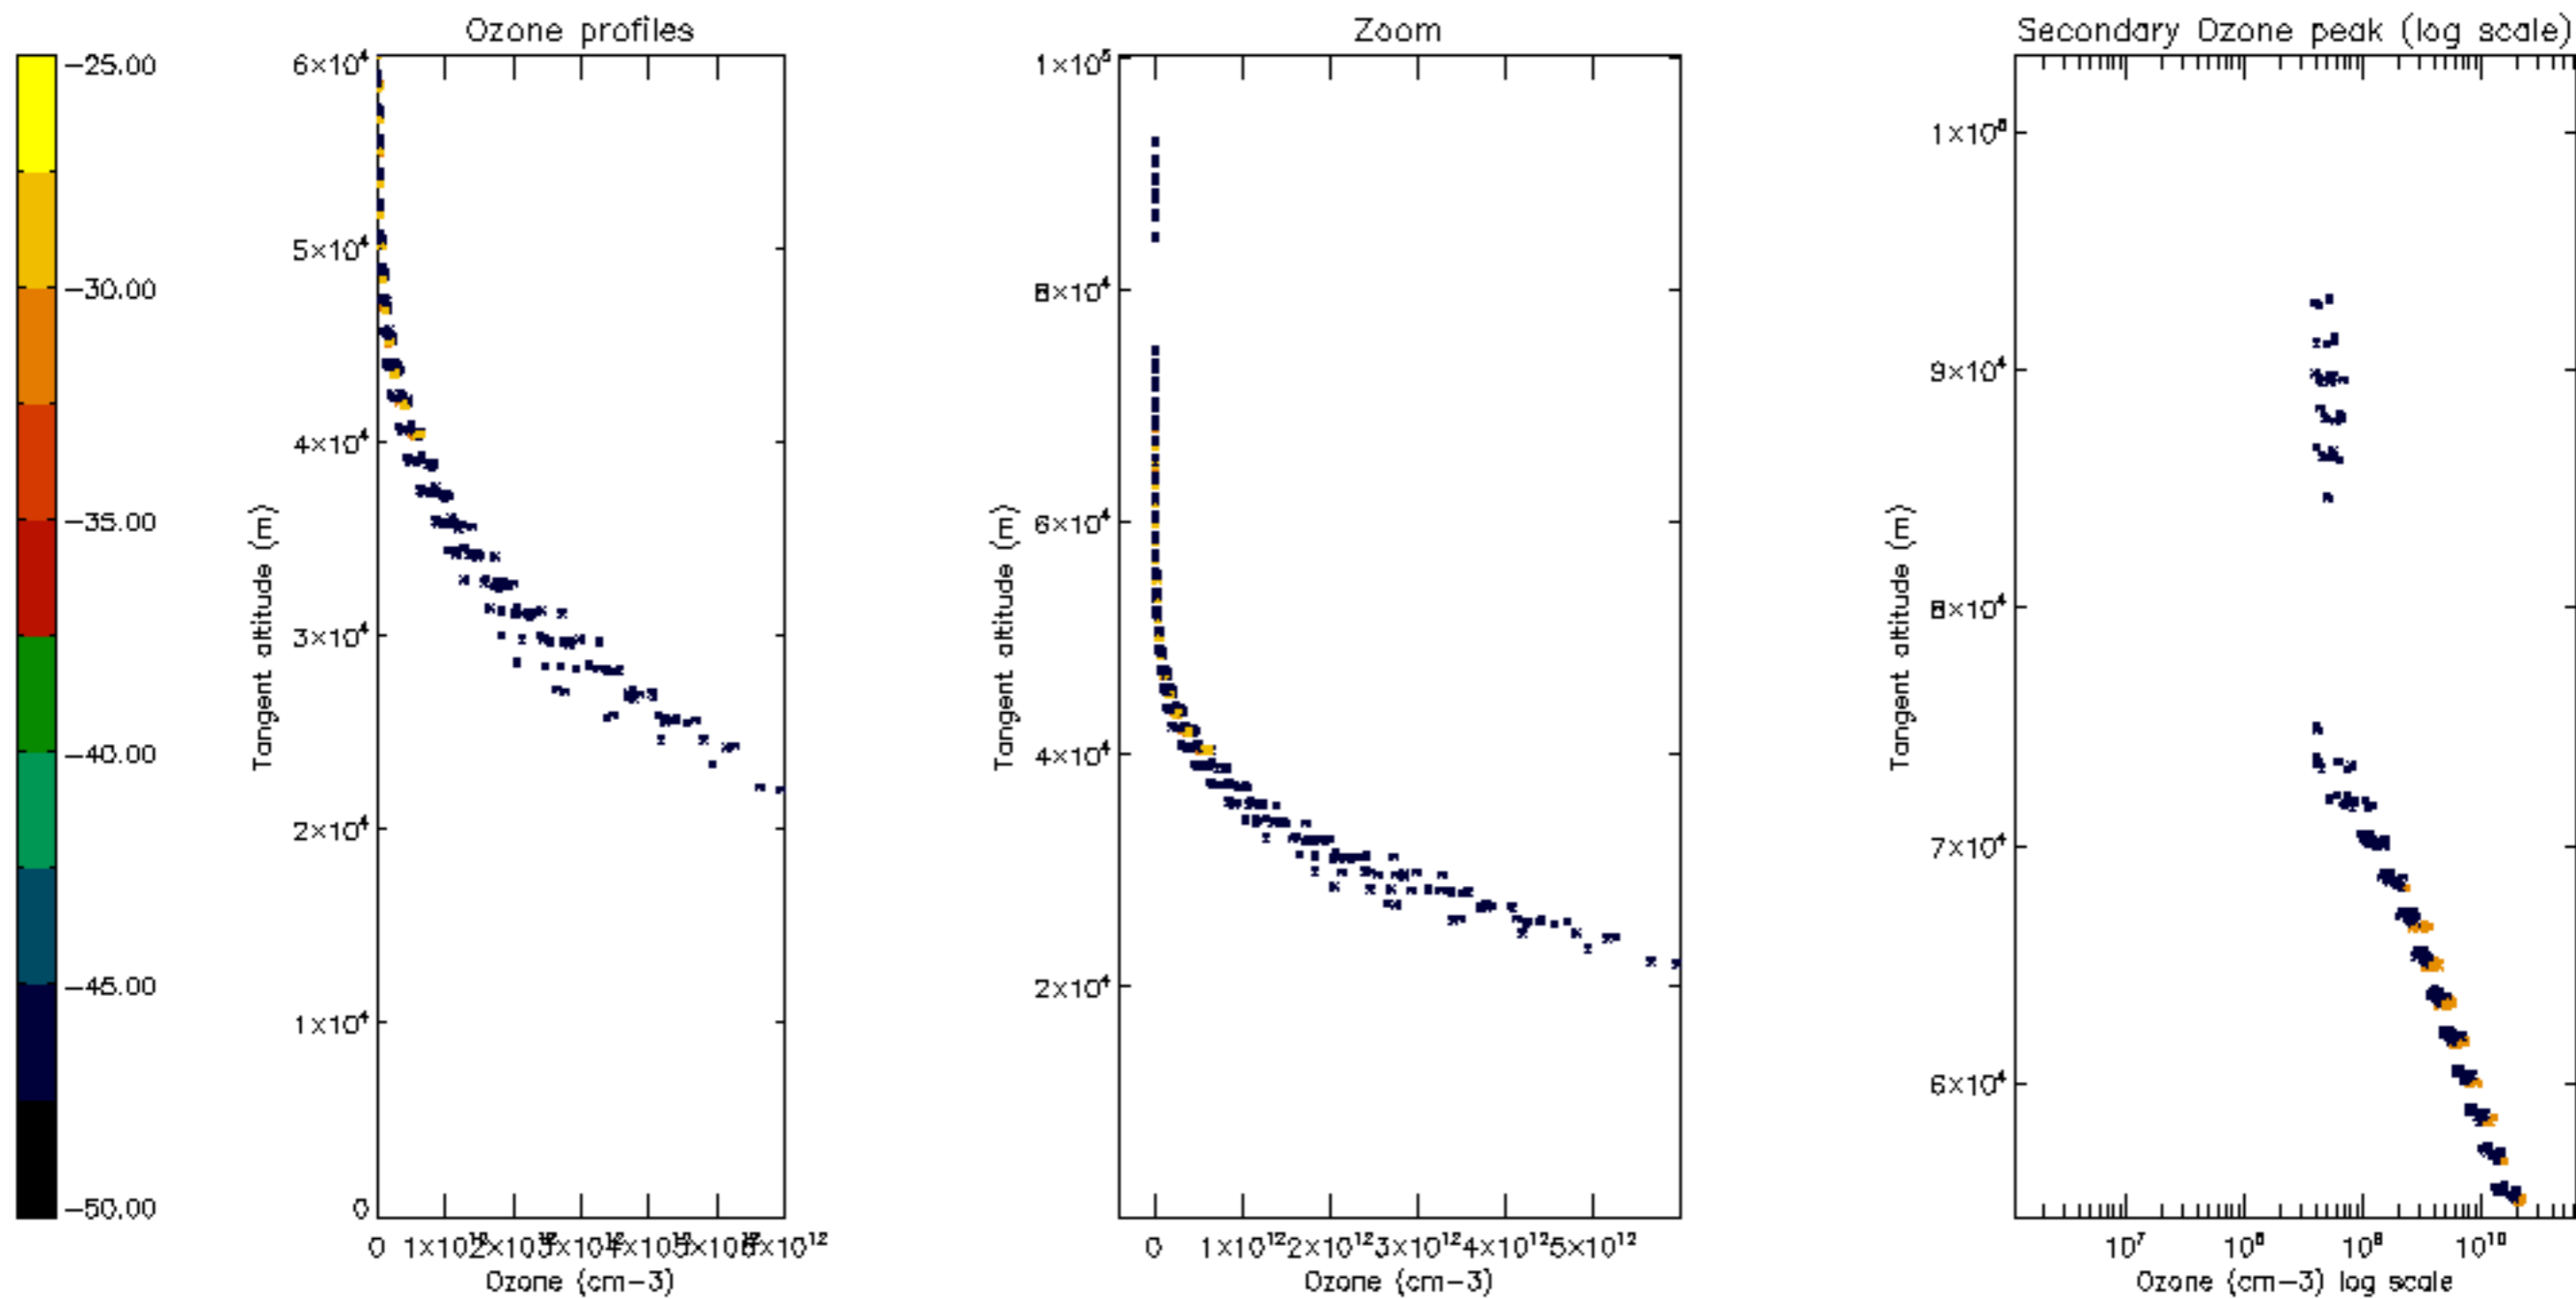 Ozone profiles
Zoom
Secondary Ozone peak (log scale)
−25.00
−30.00
−35.00
−40.00
−45.00
−50.00
6×10⁴
5×10⁴
4×10⁴
3×10⁴
2×10⁴
1×10⁴
0
Tangent altitude (m)
0
Ozone (cm−3)
1×10⁵
8×10⁴
6×10⁴
4×10⁴
2×10⁴
Tangent altitude (m)
0 1×10¹² 2×10¹² 3×10¹² 4×10¹² 5×10¹²
Ozone (cm−3)
9×10⁴
8×10⁴
7×10⁴
6×10⁴
Tangent altitude (m)
10⁷ 10⁸ 10⁹ 10¹⁰
Ozone (cm−3) log scale